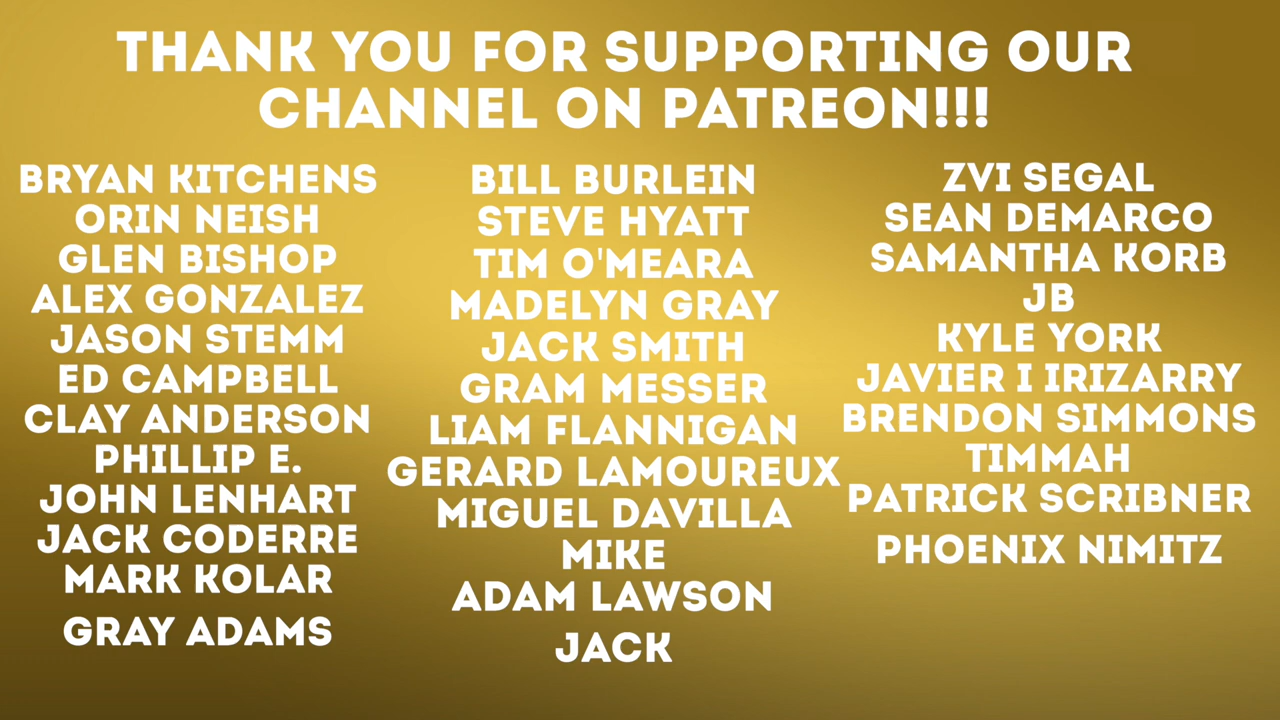 THANK YOU FOR SUPPORTING OUR
CHANNEL ON PATREON!!!
BRYAN KITCHENS
ORIN NEISH
GLEN BISHOP
ALEX GONZALEZ
JASON STEMM
ED CAMPBELL
CLAY ANDERSON
PHILLIP E.
JOHN LENHART
JACK CODERRE
MARK KOLAR
GRAY ADAMS
BILL BURLEIN
STEVE HYATT
TIM O'MEARA
MADELYN GRAY
JACK SMITH
GRAM MESSER
LIAM FLANNIGAN
GERARD LAMOUREUX
MIGUEL DAVILLA
MIKE
ADAM LAWSON
JACK
ZVI SEGAL
SEAN DEMARCO
SAMANTHA KORB
JB
KYLE YORK
JAVIER I IRIZARRY
BRENDON SIMMONS
TIMMAH
PATRICK SCRIBNER
PHOENIX NIMITZ